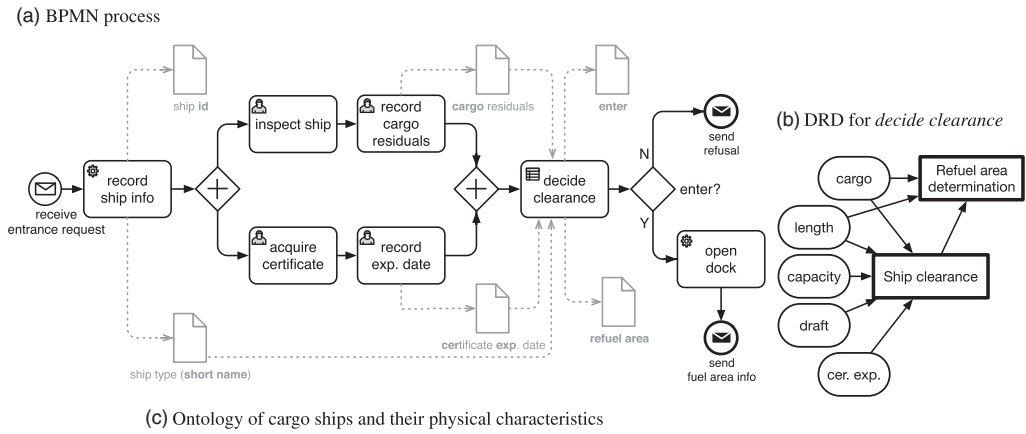 (a) BPMN process
ship id
cargo residuals
enter
inspect ship
record
cargo
residuals
send
refusal
(b) DRD for decide clearance
cargo
Refuel area
determination
record
ship info
receive
entrance request
decide
clearance
N
enter?
Y
length
acquire
certificate
record
exp. date
open
dock
capacity
Ship clearance
draft
refuel area
certificate exp. date
ship type (short name)
send
fuel area info
cer. exp.
(c) Ontology of cargo ships and their physical characteristics